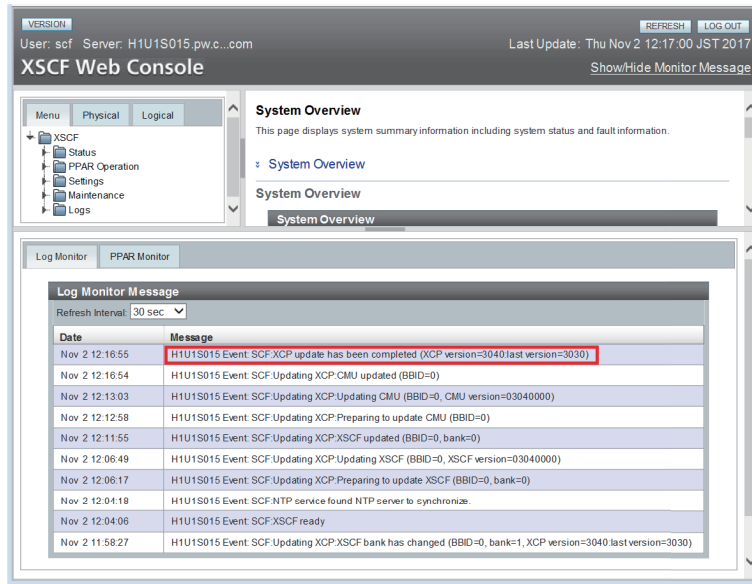 VERSION
REFRESH LOG OUT
User: scf Server: H1U1S015.pw.c...com
Last Update: Thu Nov 2 12:17:00 JST 2017
XSCF Web Console
Show/Hide Monitor Message
Menu Physical Logical
XSCF
Status
PPAR Operation
Settings
Maintenance
Logs
System Overview
This page displays system summary information including system status and fault information.
System Overview
System Overview
System Overview
Log Monitor PPAR Monitor
Log Monitor Message
Refresh Interval: 30 sec
Date Message
Nov 2 12:16:55 H1U1S015 Event: SCF:XCP update has been completed (XCP version=3040:last version=3030)
Nov 2 12:16:54 H1U1S015 Event: SCF:Updating XCP:CMU updated (BBID=0)
Nov 2 12:13:03 H1U1S015 Event: SCF:Updating XCP:Updating CMU (BBID=0, CMU version=03040000)
Nov 2 12:12:58 H1U1S015 Event: SCF:Updating XCP:Preparing to update CMU (BBID=0)
Nov 2 12:11:55 H1U1S015 Event: SCF:Updating XCP:XSCF updated (BBID=0, bank=0)
Nov 2 12:06:49 H1U1S015 Event: SCF:Updating XCP:Updating XSCF (BBID=0, XSCF version=03040000)
Nov 2 12:06:17 H1U1S015 Event: SCF:Updating XCP:Preparing to update XSCF (BBID=0, bank=0)
Nov 2 12:04:18 H1U1S015 Event: SCF:NTP service found NTP server to synchronize.
Nov 2 12:04:06 H1U1S015 Event: SCF:XSCF ready
Nov 2 11:58:27 H1U1S015 Event: SCF:Updating XCP:XSCF bank has changed (BBID=0, bank=1, XCP version=3040:last version=3030)